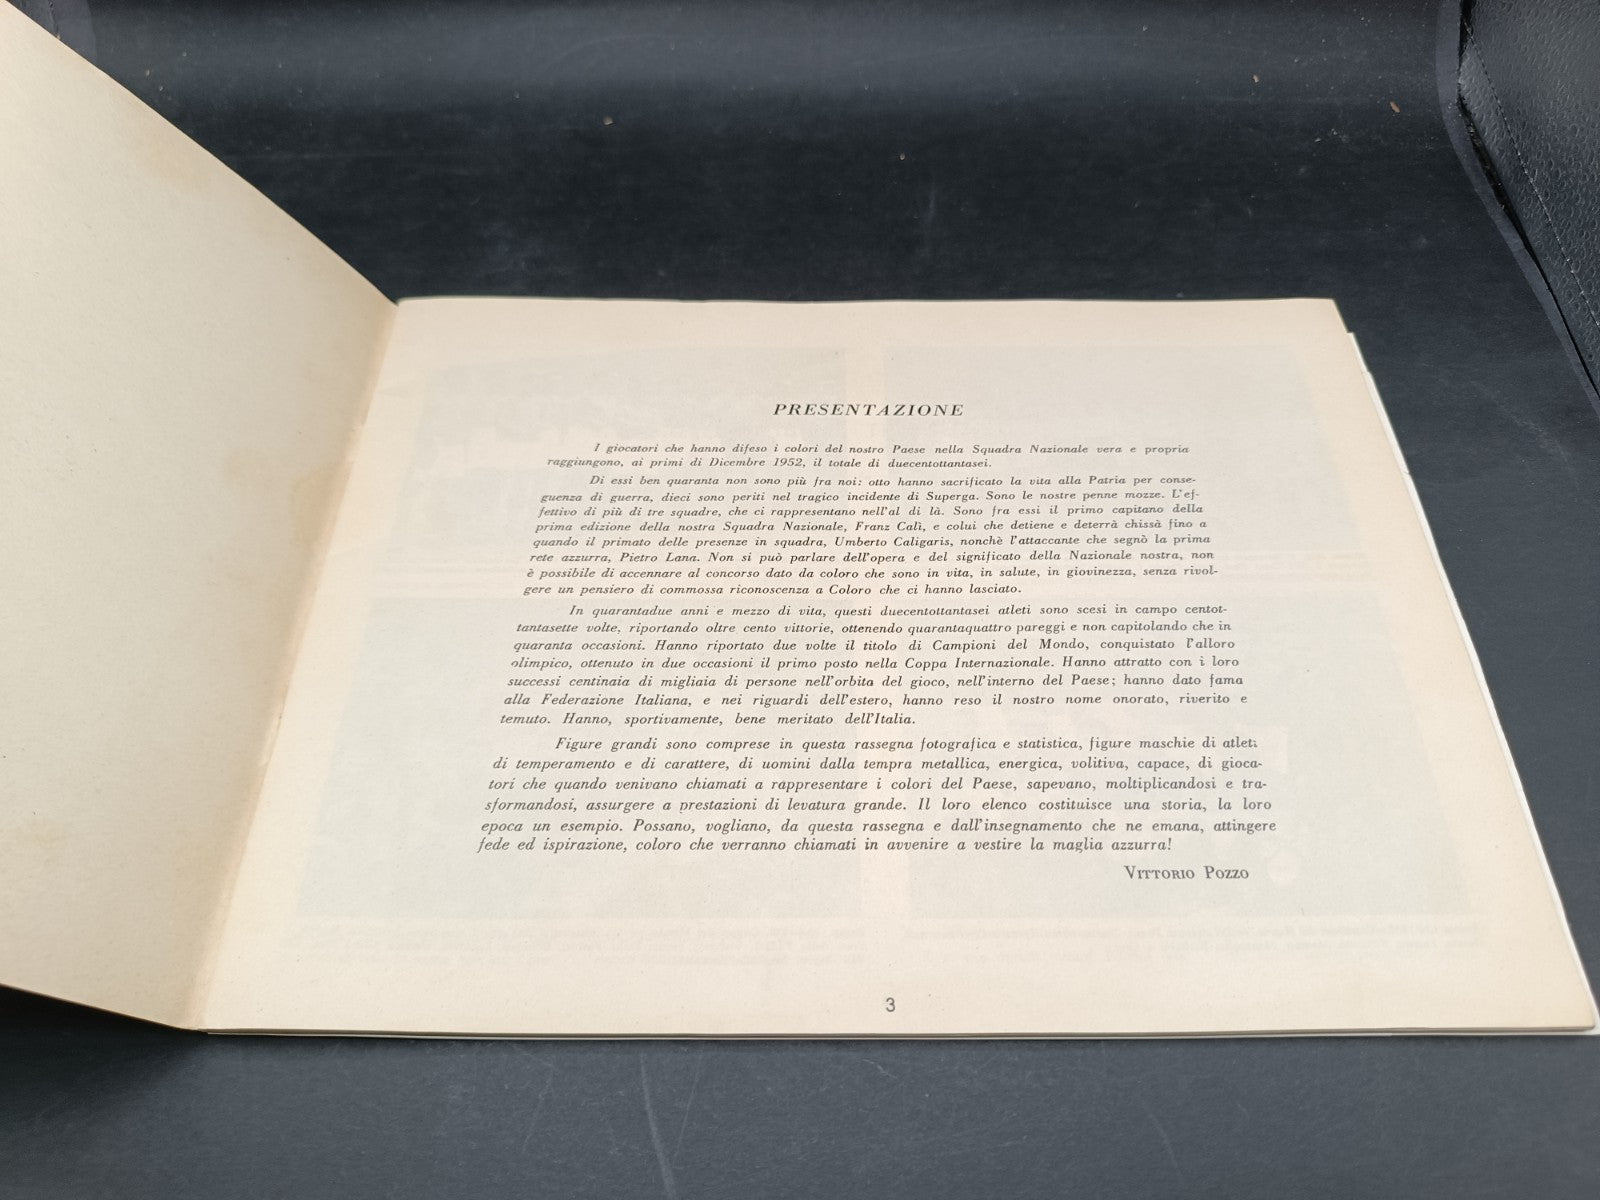 PRESENTAZIONE
I giocatori che hanno difeso i colori del nostro Paese nella Squadra Nazionale vera e propria
raggiungono, ai primi di Dicembre 1952, il totale di duecentottantasei.
Di essi ben quaranta non sono più fra noi: otto hanno sacrificato la vita alla Patria per conse-
guenza di guerra, dieci sono periti nel tragico incidente di Superga. Sono le nostre penne mozze. L'ef-
fettivo di più di tre squadre, che ci rappresentano nell'al di là. Sono fra essi il primo capitano della
prima edizione della nostra Squadra Nazionale, Franz Calì, e colui che detiene e deterrà chissà fino a
quando il primato delle presenze in squadra, Umberto Caligaris, nonchè l'attaccante che segnò la prima
rete azzurra, Pietro Lana. Non si può parlare dell'opera e del significato della Nazionale nostra, non
è possibile di accennare al concorso dato da coloro che sono in vita, in salute, in giovinezza, senza rivol-
gere un pensiero di commossa riconoscenza a Coloro che ci hanno lasciato.
In quarantadue anni e mezzo di vita, questi duecentottantasei atleti sono scesi in campo centot-
tantasette volte, riportando oltre cento vittorie, ottenendo quarantaquattro pareggi e non capitolando che in
quaranta occasioni. Hanno riportato due volte il titolo di Campioni del Mondo, conquistato l'alloro
olimpico, ottenuto in due occasioni il primo posto nella Coppa Internazionale. Hanno attratto con i loro
successi centinaia di migliaia di persone nell'orbita del gioco, nell'interno del Paese; hanno dato fama
alla Federazione Italiana, e nei riguardi dell'estero, hanno reso il nostro nome onorato, riverito e
temuto. Hanno, sportivamente, bene meritato dell'Italia.
Figure grandi sono comprese in questa rassegna fotografica e statistica, figure maschie di atleti
di temperamento e di carattere, di uomini dalla tempra metallica, energica, volitiva, capace, di gioca-
tori che quando venivano chiamati a rappresentare i colori del Paese, sapevano, moltiplicandosi e tra-
sformandosi, assurgere a prestazioni di levatura grande. Il loro elenco costituisce una storia, la loro
epoca un esempio. Possano, vogliano, da questa rassegna e dall'insegnamento che ne emana, attingere
fede ed ispirazione, coloro che verranno chiamati in avvenire a vestire la maglia azzurra!
VITTORIO POZZO
3